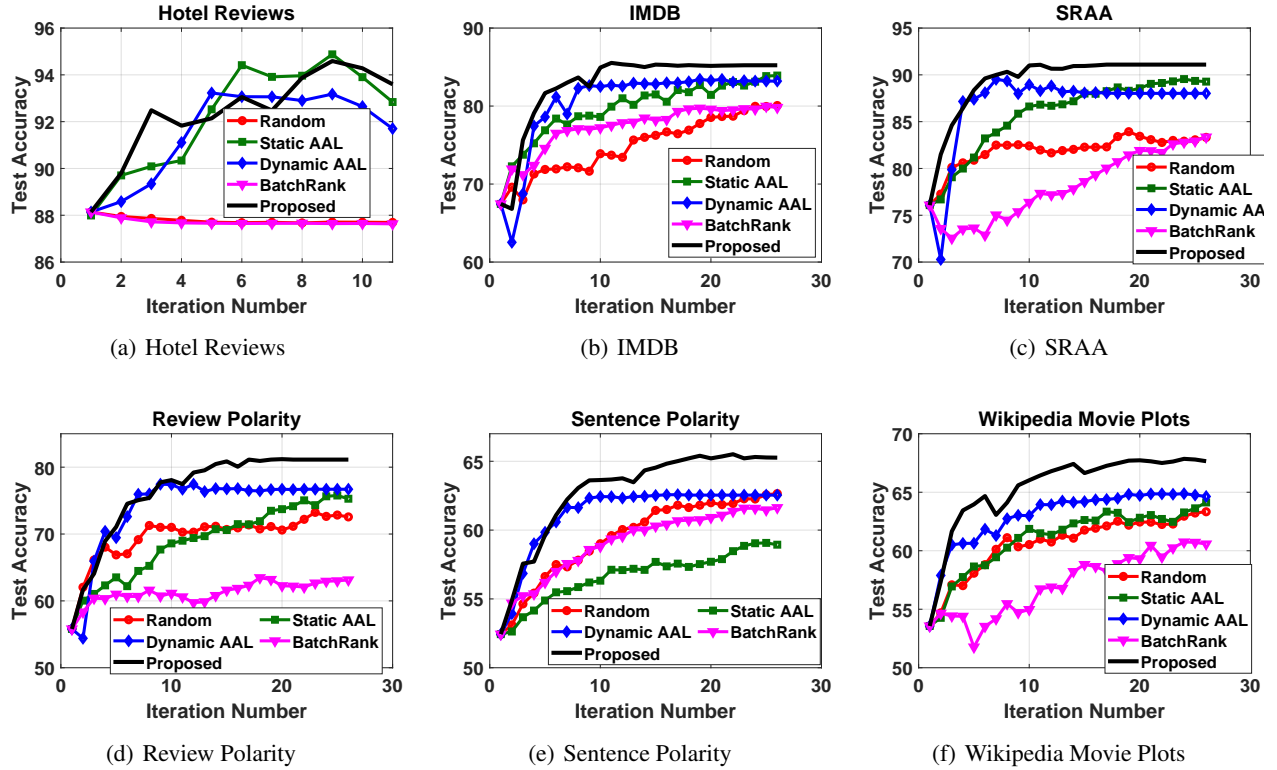 Hotel Reviews
96
94
92
90
88
86
0 2 4 6 8 10
Test Accuracy
Iteration Number
Random
Static AAL
Dynamic AAL
BatchRank
Proposed
(a) Hotel Reviews
IMDB
90
80
70
60
0 10 20 30
Test Accuracy
Iteration Number
Random
Static AAL
Dynamic AAL
BatchRank
Proposed
(b) IMDB
SRAA
95
90
85
80
75
70
0 10 20 30
Test Accuracy
Iteration Number
Random
Static AAL
Dynamic AAL
BatchRank
Proposed
(c) SRAA
Review Polarity
80
70
60
50
0 10 20 30
Test Accuracy
Iteration Number
Random Static AAL
Dynamic AAL BatchRank
Proposed
(d) Review Polarity
Sentence Polarity
70
65
60
55
50
0 10 20 30
Test Accuracy
Iteration Number
Random Static AAL
Dynamic AAL BatchRank
Proposed
(e) Sentence Polarity
Wikipedia Movie Plots
70
65
60
55
50
0 10 20 30
Test Accuracy
Iteration Number
Random
Static AAL
Dynamic AAL
BatchRank
Proposed
(f) Wikipedia Movie Plots